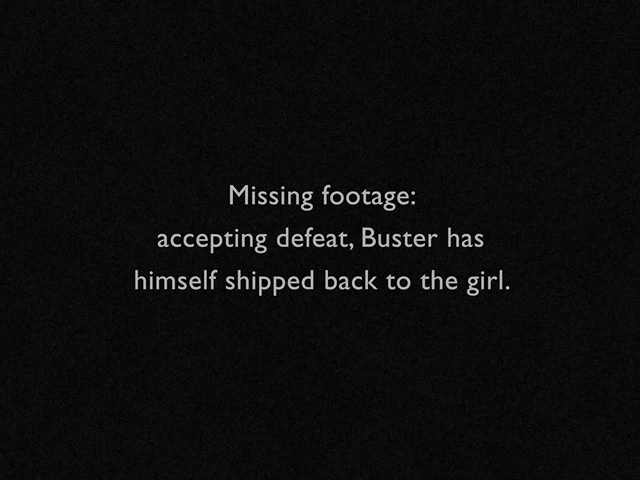 Missing footage:
accepting defeat, Buster has
himself shipped back to the girl.